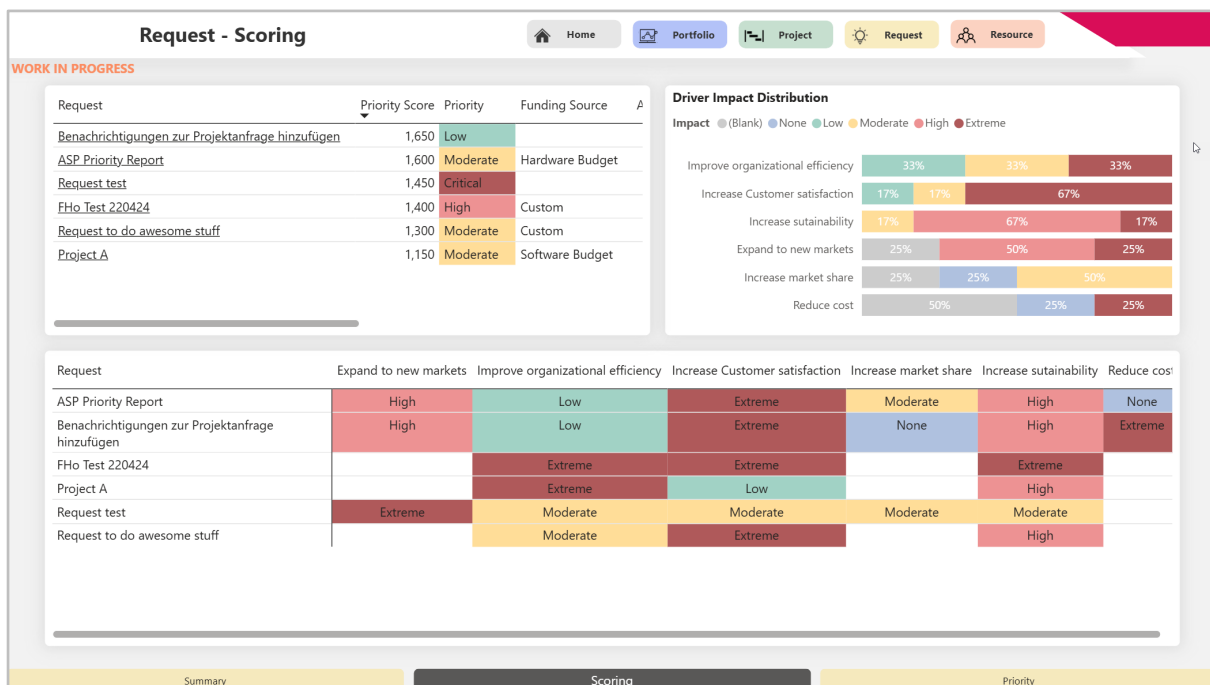 Request - Scoring
Home
Portfolio
Project
Request
Resource
WORK IN PROGRESS
Request Priority Score Priority Funding Source A
Benachrichtigungen zur Projektanfrage hinzufügen 1,650 Low
ASP Priority Report 1,600 Moderate Hardware Budget
Request test 1,450 Critical
FHo Test 220424 1,400 High Custom
Request to do awesome stuff 1,300 Moderate Custom
Project A 1,150 Moderate Software Budget
Driver Impact Distribution
Impact (Blank) None Low Moderate High Extreme
Improve organizational efficiency 33% 33% 33%
Increase Customer satisfaction 17% 17% 67%
Increase sutainability 17% 67% 17%
Expand to new markets 25% 50% 25%
Increase market share 25% 25% 50%
Reduce cost 50% 25% 25%
Request Expand to new markets Improve organizational efficiency Increase Customer satisfaction Increase market share Increase sutainability Reduce cost
ASP Priority Report High Low Extreme Moderate High None
Benachrichtigungen zur Projektanfrage High Low Extreme None High Extreme
hinzufügen
FHo Test 220424 Extreme Extreme Extreme
Project A Extreme Low High
Request test Extreme Moderate Moderate Moderate Moderate
Request to do awesome stuff Moderate Extreme High
Summary
Scoring
Priority